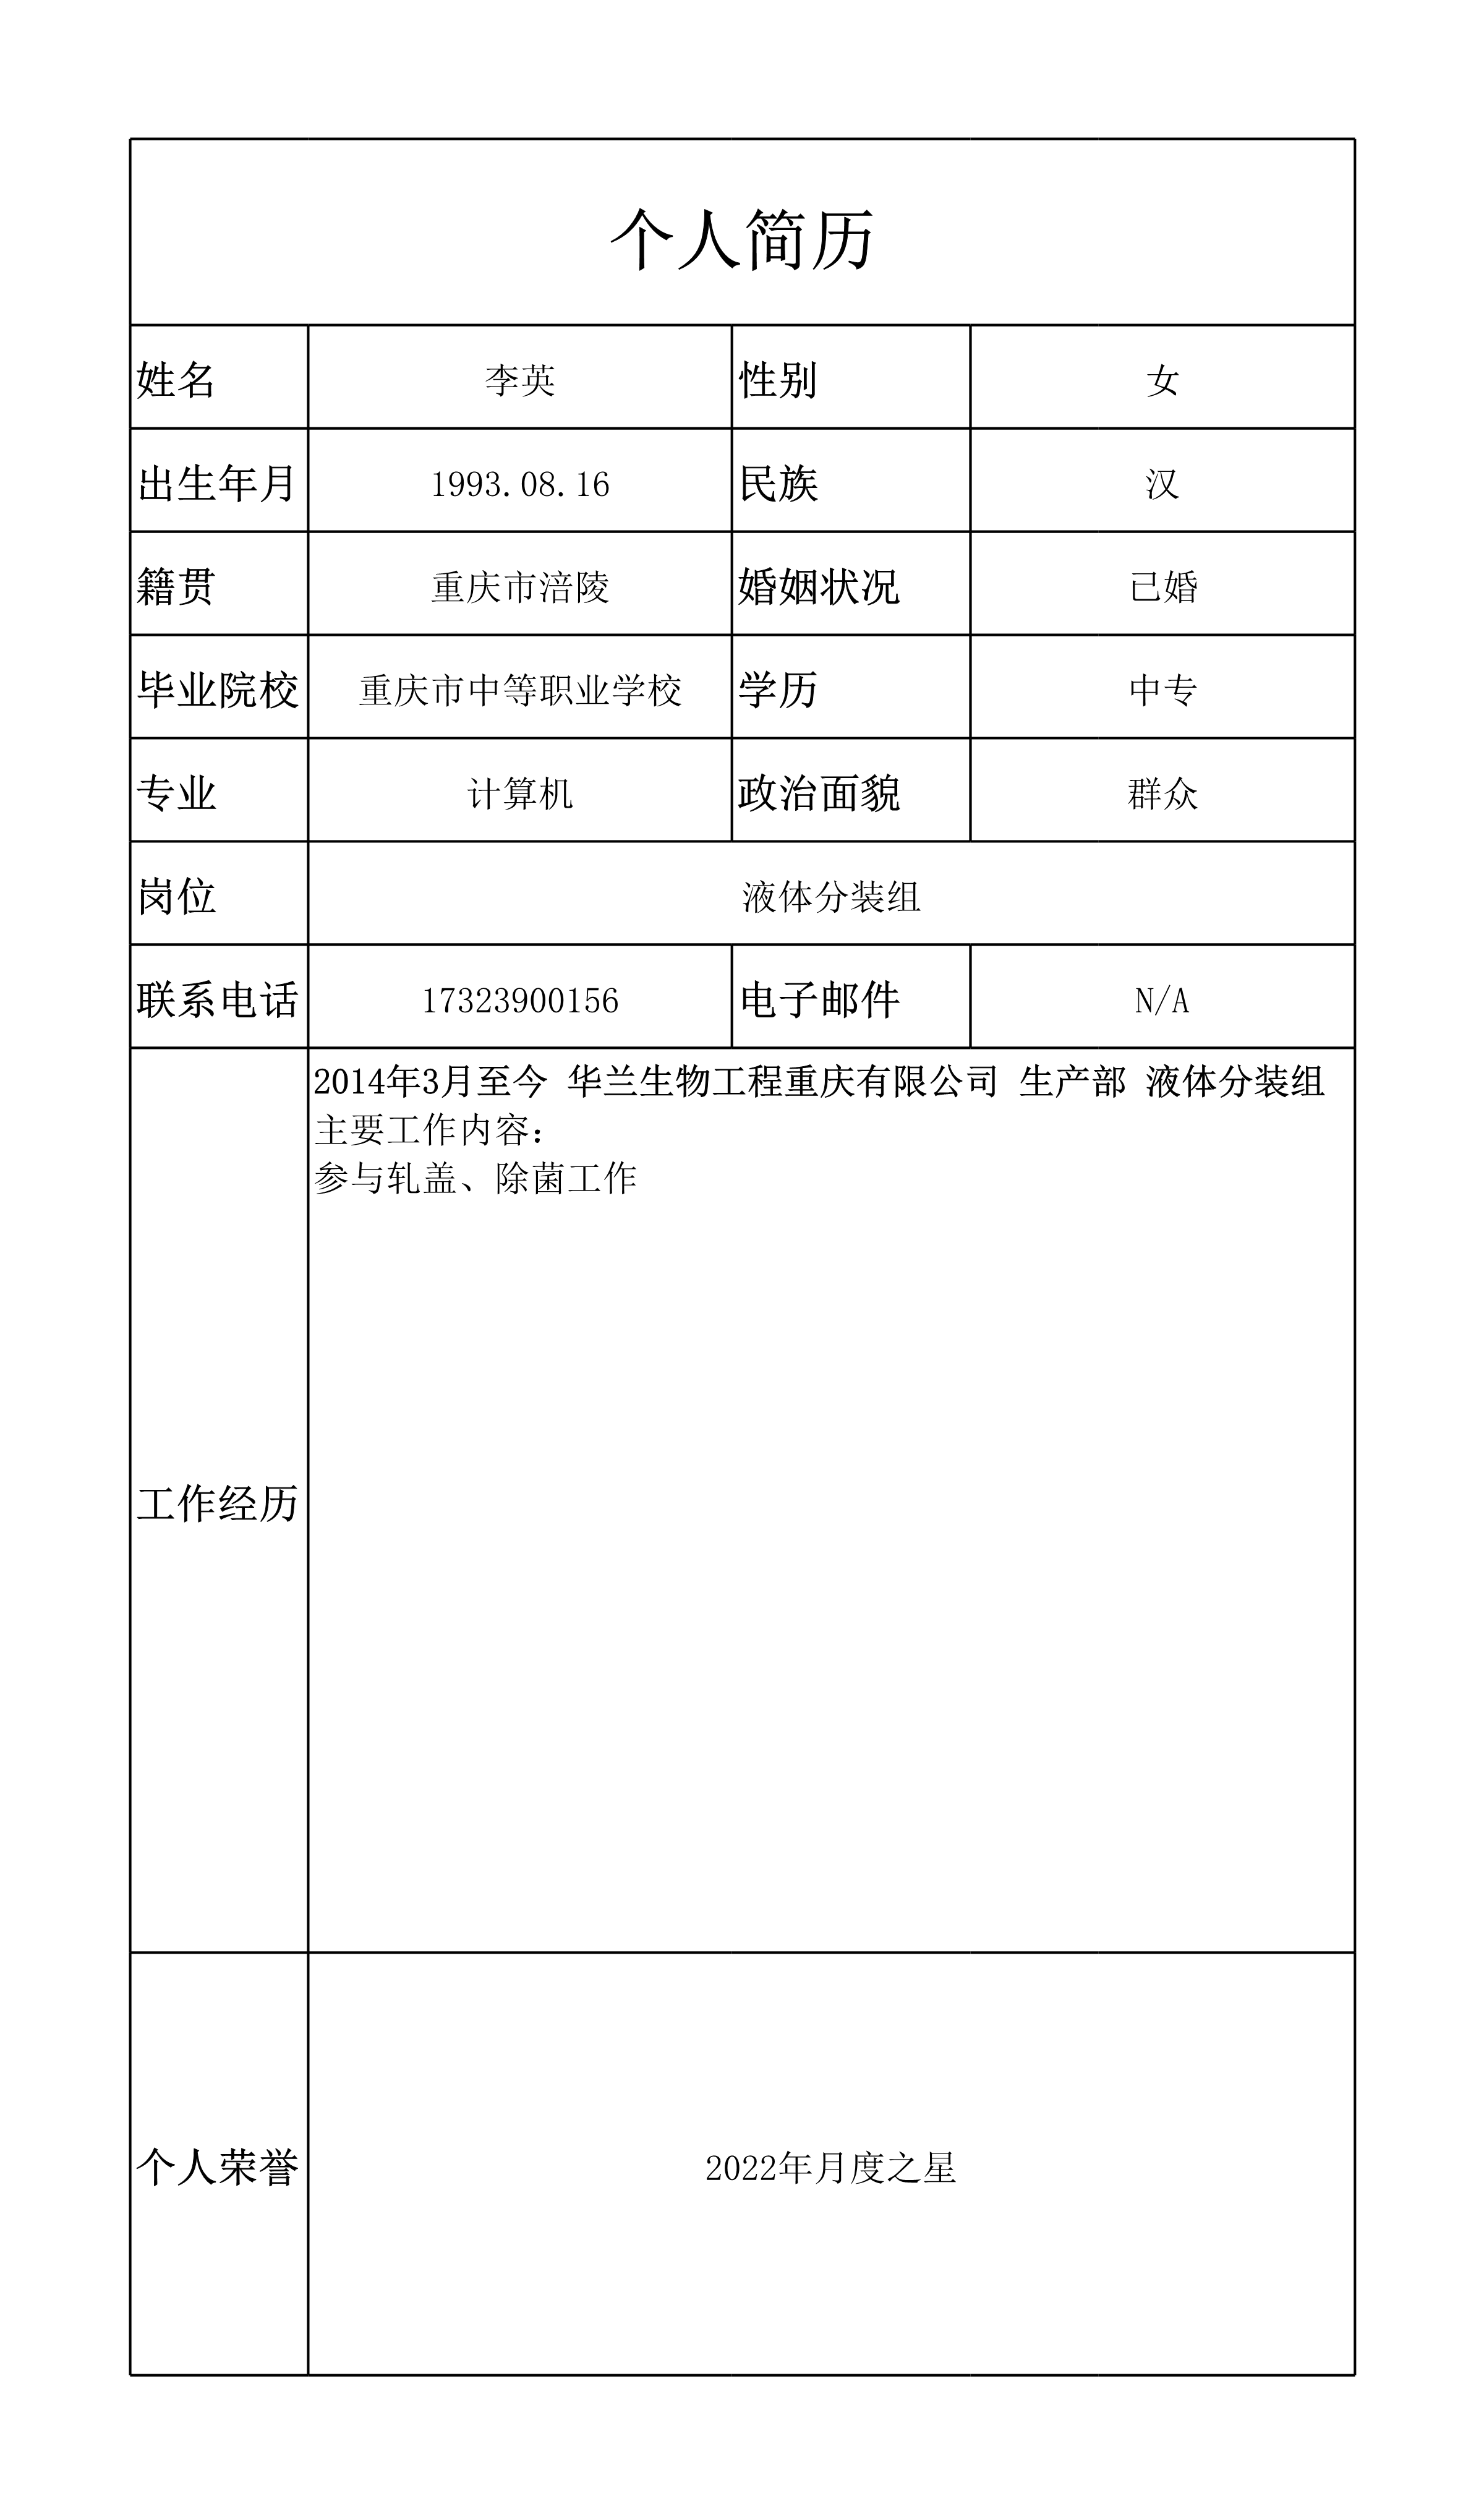 个人简历
姓名 李英 性别 女
出生年月 1993.08.16 民族 汉
籍贯 重庆市涪陵 婚姻状况 已婚
毕业院校 重庆市中等职业学校 学历 中专
专业 计算机 政治面貌 群众
岗位 液体分装组
联系电话 17323900156 电子邮件 N/A
2014年3月至今 华兰生物工程重庆有限公司 生产部 液体分装组
主要工作内容：
参与轧盖、除菌工作
工作经历
个人荣誉 2022年月度之星